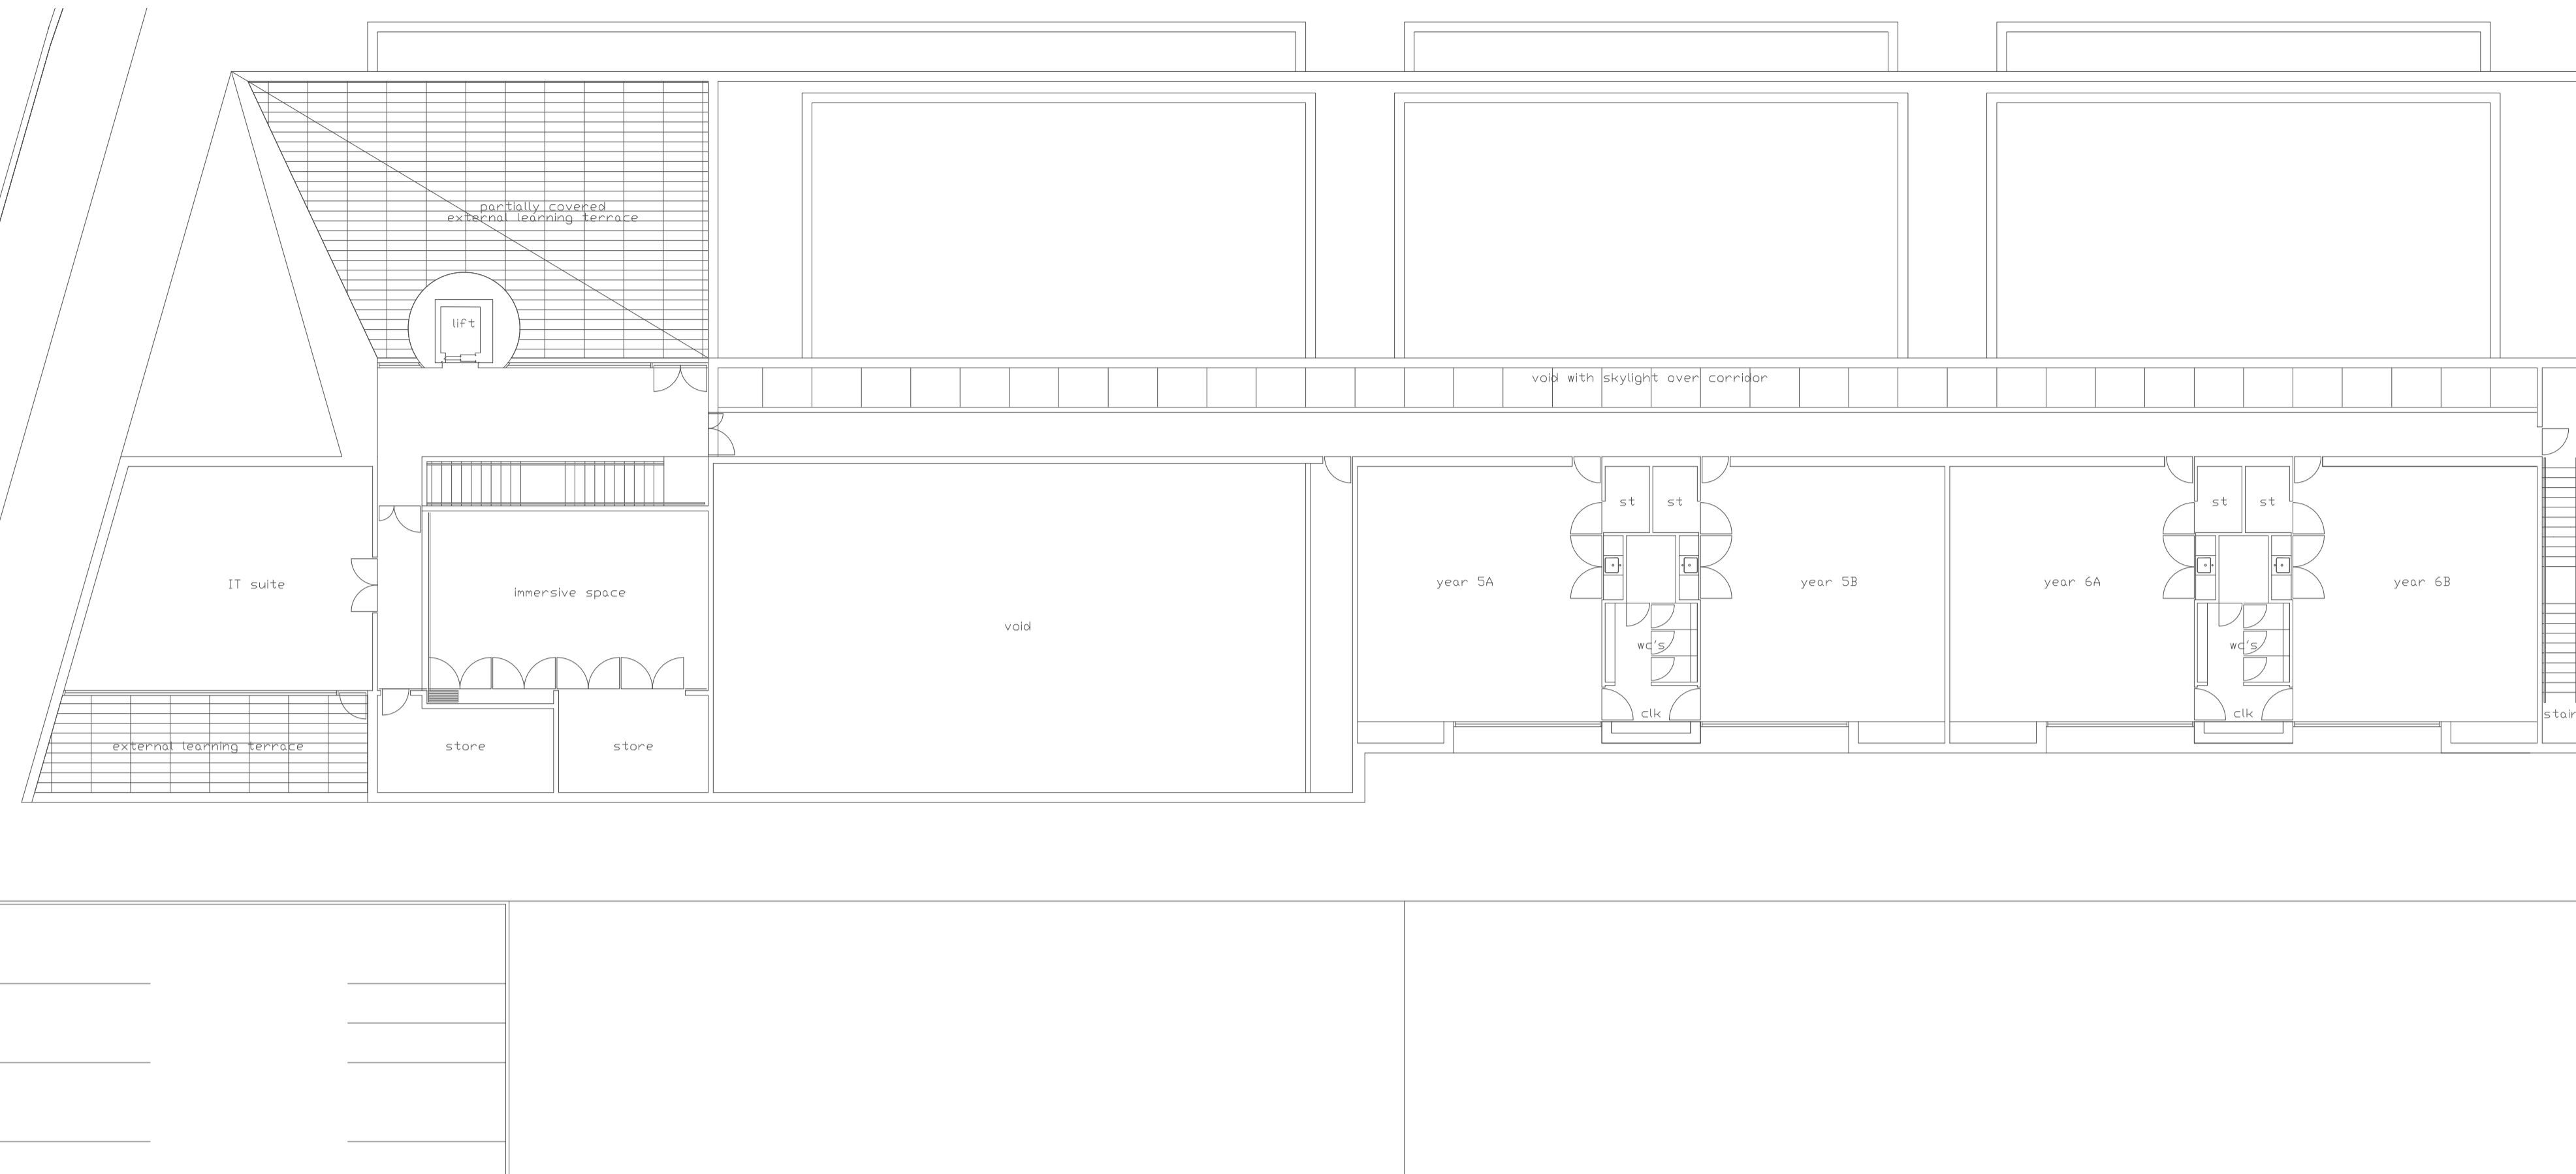 partially covered
external learning terrace
lift
void with skylight over corridor
st
st
st
st
IT suite
immersive space
void
year 5A
year 5B
year 6A
year 6B
wc's
wc's
clk
clk
external learning terrace
store
store